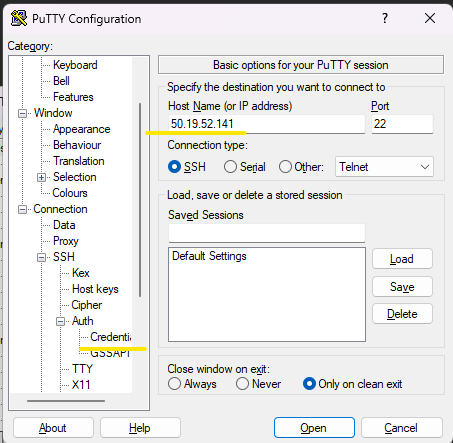 PuTTY Configuration
Category:
Keyboard
Bell
Features
Window
Appearance
Behaviour
Translation
Selection
Colours
Connection
Data
Proxy
SSH
Kex
Host keys
Cipher
Auth
Credentia
GSSAPI
TTY
X11
Basic options for your PuTTY session
Specify the destination you want to connect to
Host Name (or IP address) Port
50.19.52.141 22
Connection type:
SSH Serial Other: Telnet
Load, save or delete a stored session
Saved Sessions
Default Settings
Load
Save
Delete
Close window on exit:
Always Never Only on clean exit
About Help Open Cancel